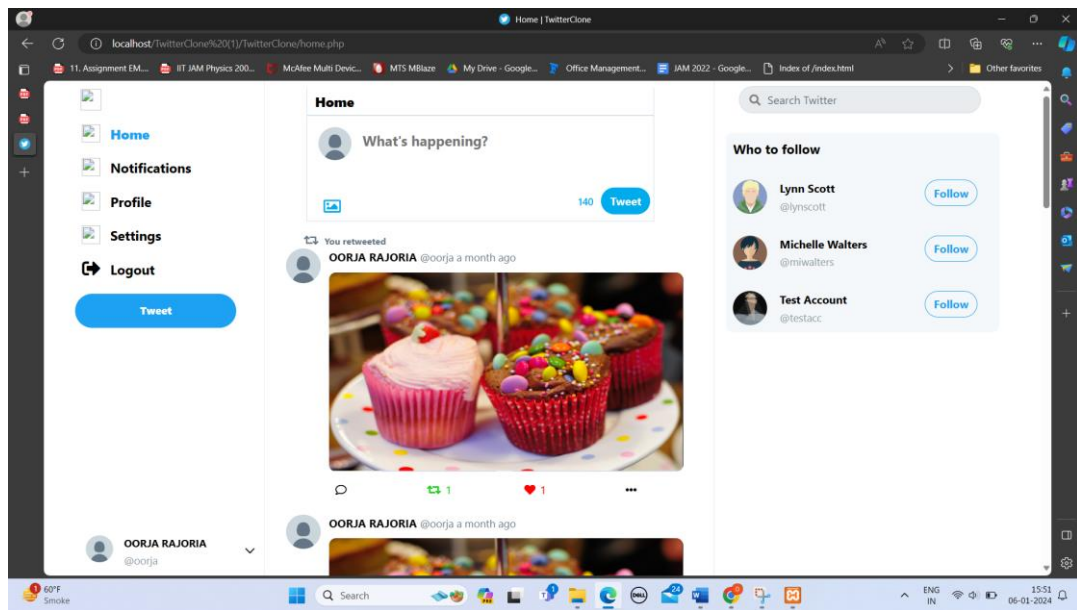 Home | TwitterClone
localhost/TwitterClone%20(1)/TwitterClone/home.php
11. Assignment EM... IIT JAM Physics 200... McAfee Multi Devic... MTS MBlaze My Drive - Google... Office Management... JAM 2022 - Google... Index of /index.html Other favorites
Home
Notifications
Profile
Settings
Logout
Tweet
OORJA RAJORIA
@oorja
Home
What's happening?
140 Tweet
You retweeted
OORJA RAJORIA @oorja a month ago
1 1
OORJA RAJORIA @oorja a month ago
Search Twitter
Who to follow
Lynn Scott
@lynscott
Follow
Michelle Walters
@miwalters
Follow
Test Account
@testacc
Follow
1
60°F
Smoke
Search
DELL
24
ENG
IN
15:51
06-01-2024